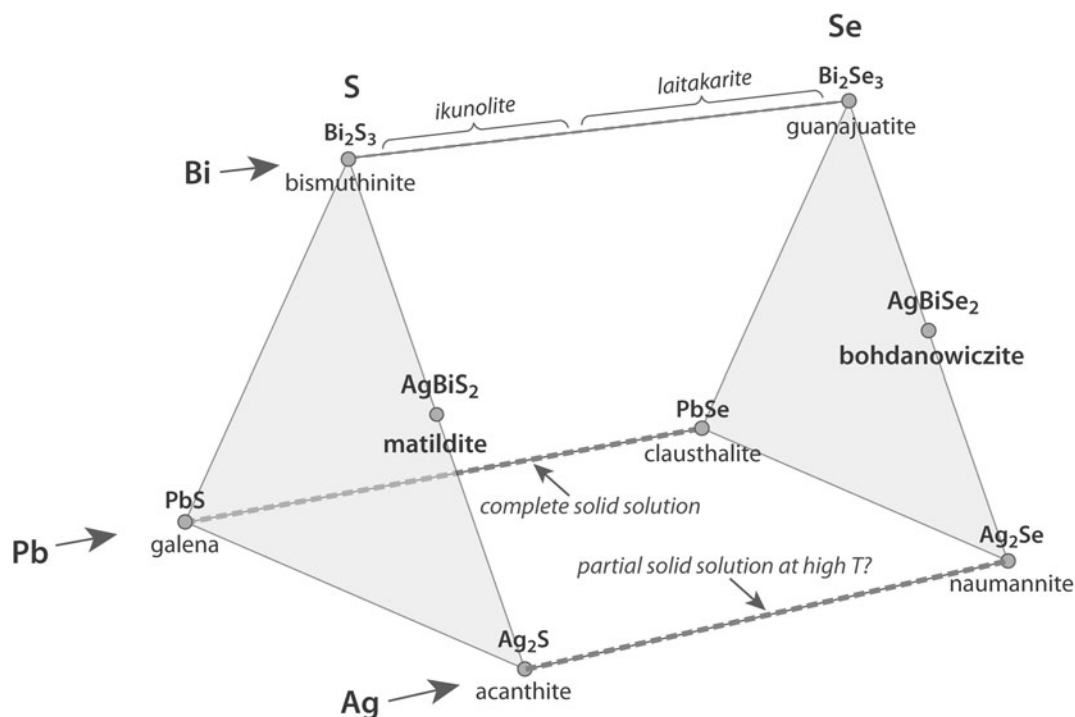 Se
S
Bi₂Se₃
laitakarite
ikunolite
guanajuatite
Bi₂S₃
Bi
bismuthinite
AgBiSe₂
bohdanowiczite
AgBiS₂
matildite
PbSe
clausthalite
PbS
complete solid solution
galena
Pb
Ag₂Se
partial solid solution at high T?
naumannite
Ag₂S
acanthite
Ag